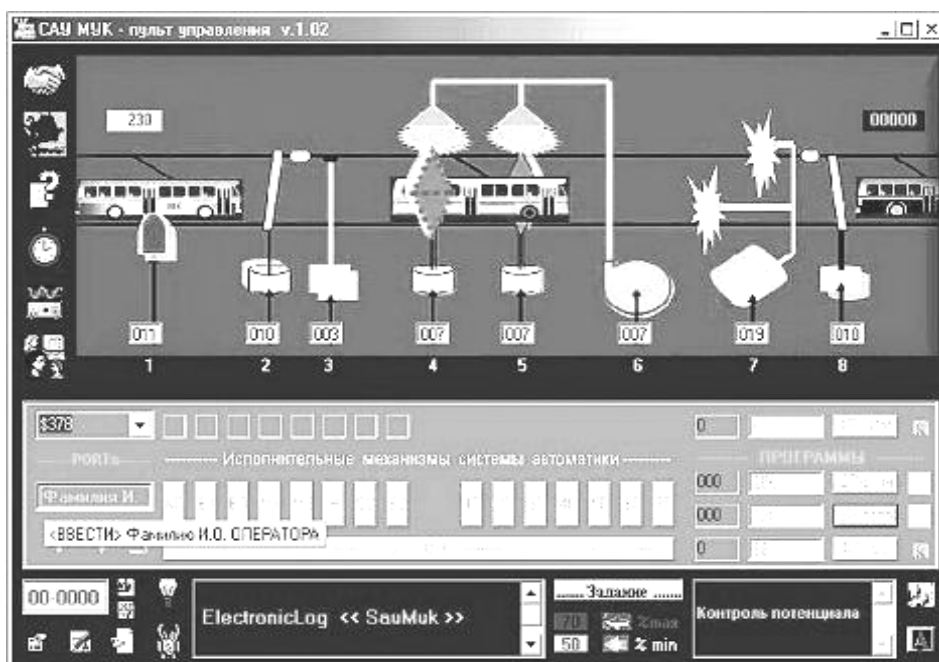 САУ МУК - пульт управления v.1.02
230
00000
011
010
003
007
007
007
019
010
1 2 3 4 5 6 7 8
$378
0
PORTs
Исполнительные механизмы системы автоматики
ПРОГРАММЫ
000
Фамилия И.
000
<ВВЕСТИ> Фамилию И.О. ОПЕРАТОРА
0
00-0000
ElectronicLog << SauMuk >>
...... Задание ......
70 % max
50 % min
Контроль потенциала